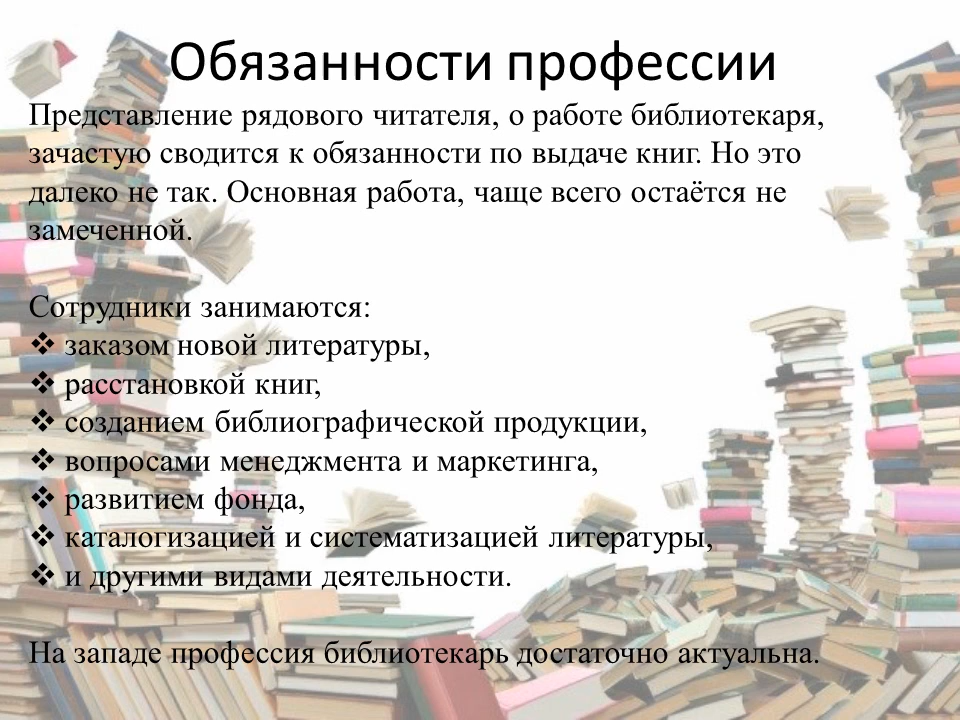 Обязанности профессии
Представление рядового читателя, о работе библиотекаря,
зачастую сводится к обязанности по выдаче книг. Но это
далеко не так. Основная работа, чаще всего остаётся не
замеченной.
Сотрудники занимаются:
❖ заказом новой литературы,
❖ расстановкой книг,
❖ созданием библиографической продукции,
❖ вопросами менеджмента и маркетинга,
❖ развитием фонда,
❖ каталогизацией и систематизацией литературы,
❖ и другими видами деятельности.
На западе профессия библиотекарь достаточно актуальна.